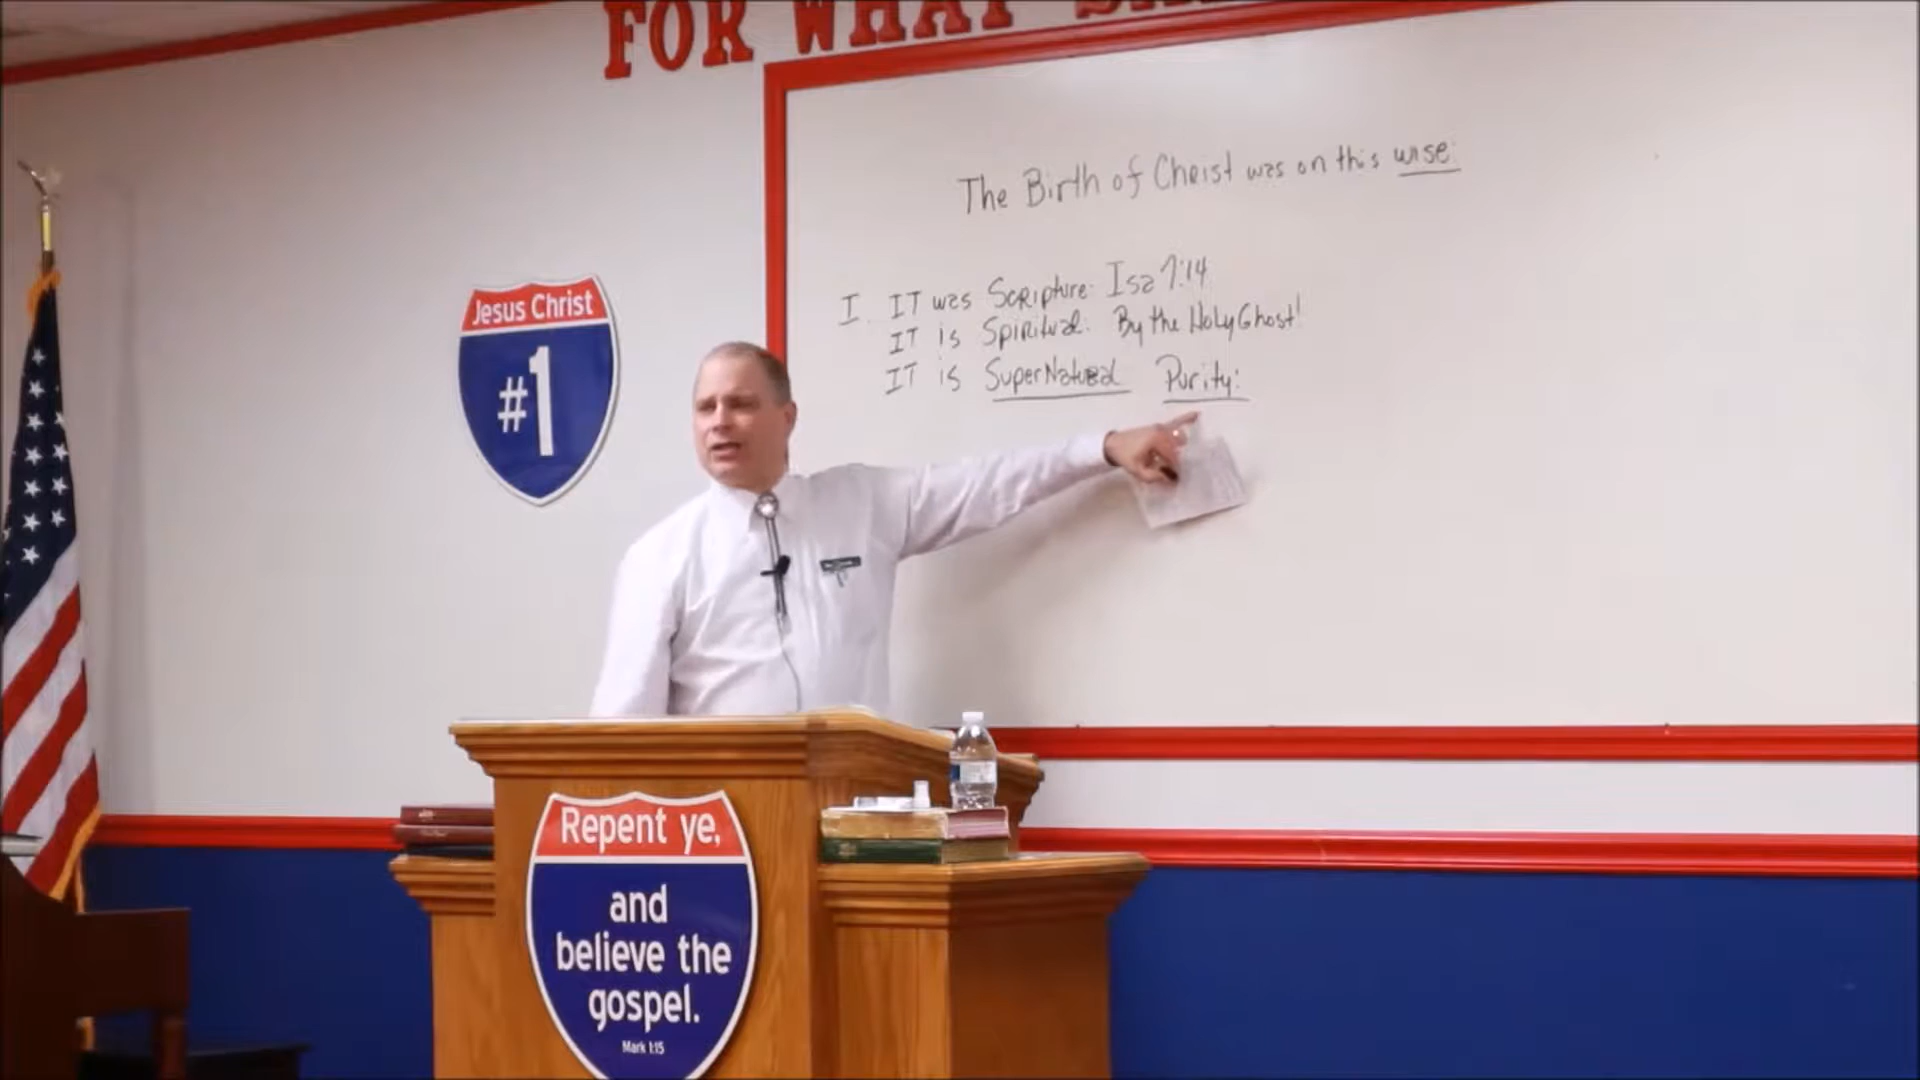 FOR WHAT
The Birth of Christ was on this wise:
I. IT was Scripture: Isa 7:14
IT is Spiritual: By the Holy Ghost!
IT is SuperNatural Purity:
Jesus Christ
#1
Repent ye,
and
believe the
gospel.
Mark 1:15